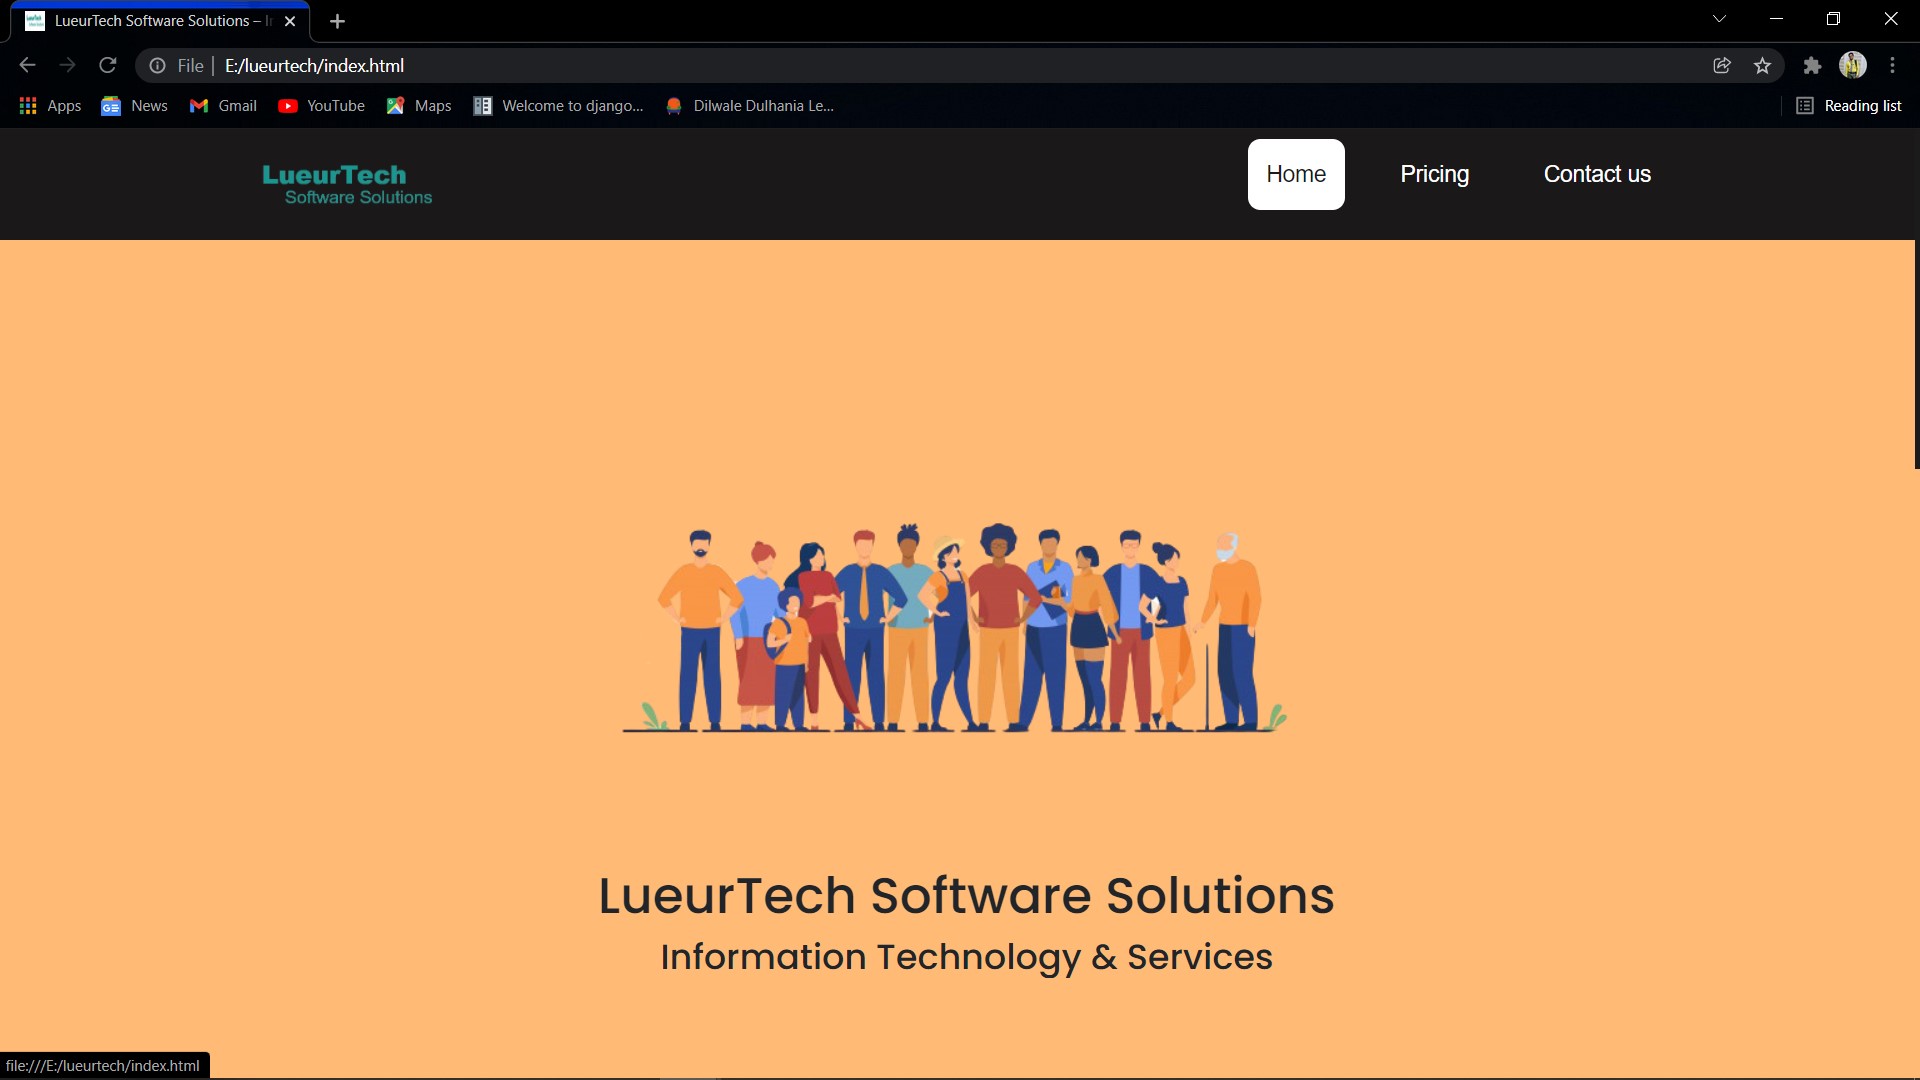 LueurTech Software Solutions – I
File E:/lueurtech/index.html
Apps News Gmail YouTube Maps Welcome to django... Dilwale Dulhania Le... Reading list
LueurTech
Software Solutions
Home Pricing Contact us
LueurTech Software Solutions
Information Technology & Services
file:///E:/lueurtech/index.html